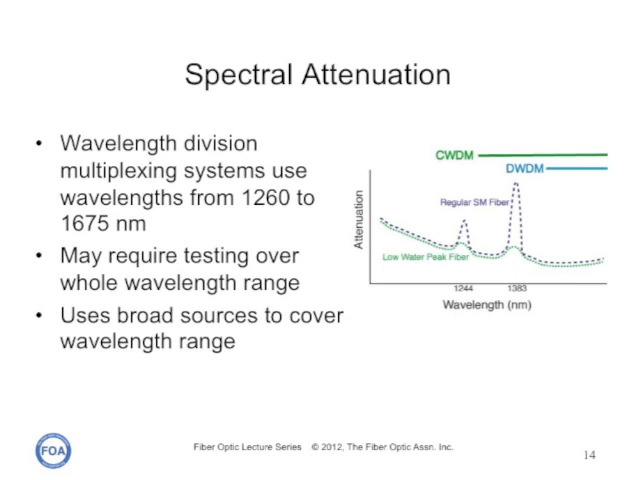 Spectral Attenuation
• Wavelength division
multiplexing systems use
wavelengths from 1260 to
1675 nm
• May require testing over
whole wavelength range
• Uses broad sources to cover
wavelength range
CWDM
DWDM
Regular SM Fiber
Attenuation
Low Water Peak Fiber
1244 1383
Wavelength (nm)
FOA
Fiber Optic Lecture Series © 2012, The Fiber Optic Assn. Inc.
14